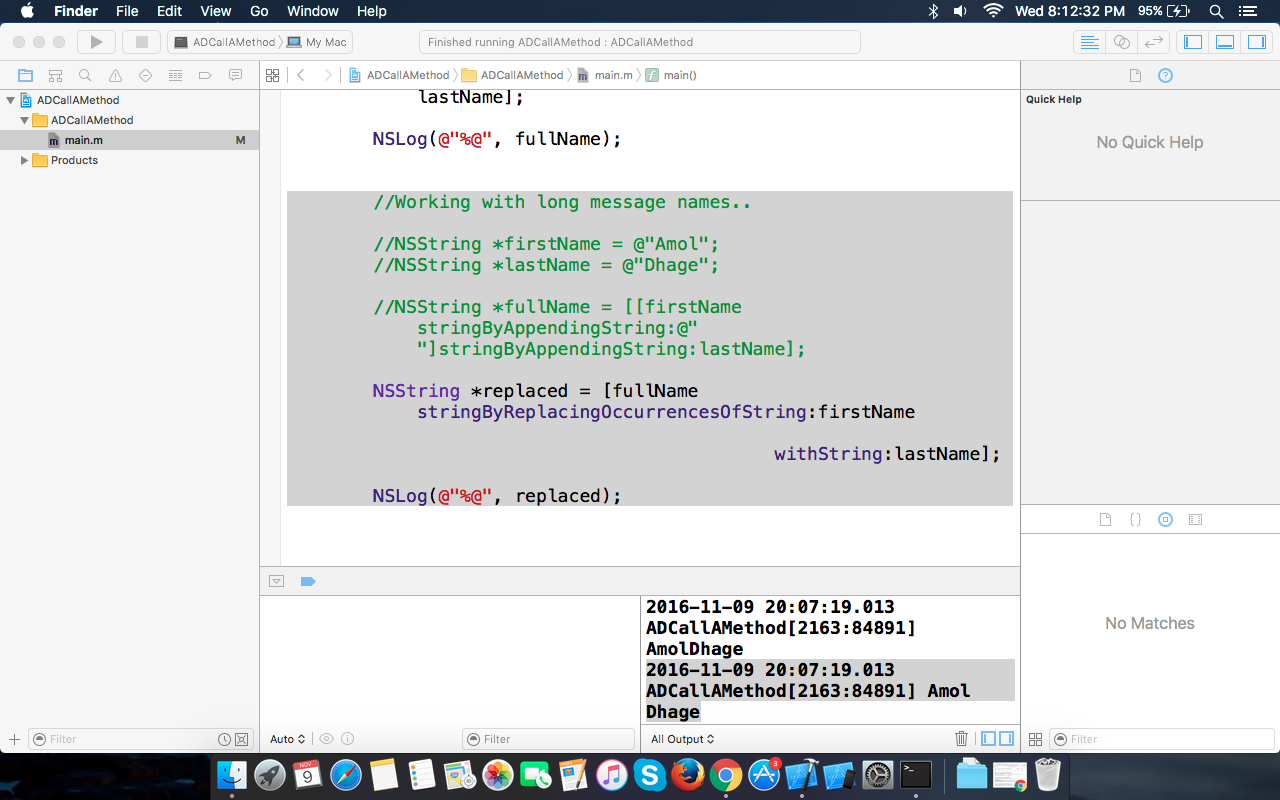 Finder File Edit View Go Window Help Wed 8:12:32 PM 95%
ADCallAMethod My Mac Finished running ADCallAMethod : ADCallAMethod
ADCallAMethod ADCallAMethod main.m main()
ADCallAMethod
ADCallAMethod
main.m M
Products
lastName];
NSLog(@"%@", fullName);
//Working with long message names..
//NSString *firstName = @"Amol";
//NSString *lastName = @"Dhage";
//NSString *fullName = [[firstName
stringByAppendingString:@"
"]stringByAppendingString:lastName];
NSString *replaced = [fullName
stringByReplacingOccurrencesOfString:firstName
withString:lastName];
NSLog(@"%@", replaced);
Quick Help
No Quick Help
No Matches
2016-11-09 20:07:19.013
ADCallAMethod[2163:84891]
AmolDhage
2016-11-09 20:07:19.013
ADCallAMethod[2163:84891] Amol
Dhage
Filter Auto Filter All Output Filter
NOV
9
3